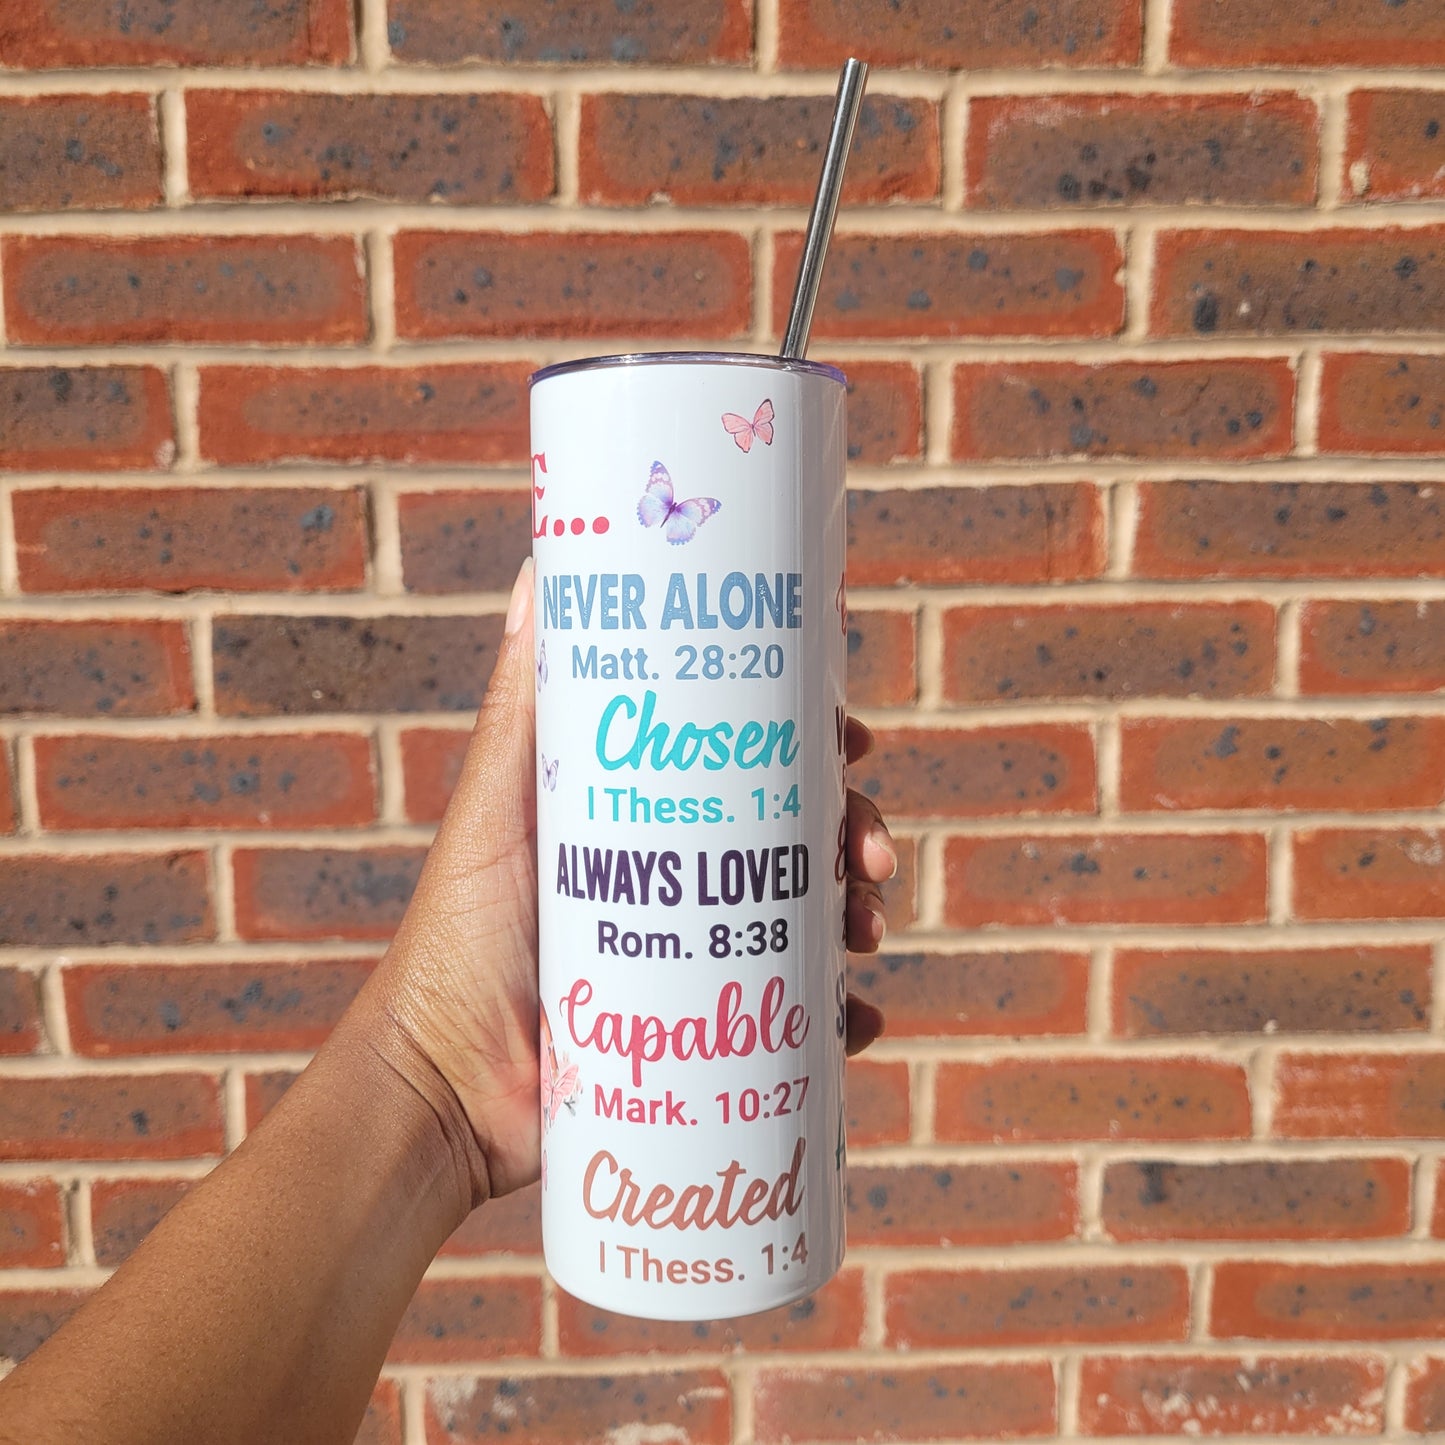 E...
NEVER ALONE
Matt. 28:20
Chosen
I Thess. 1:4
ALWAYS LOVED
Rom. 8:38
Capable
Mark. 10:27
Created
I Thess. 1:4